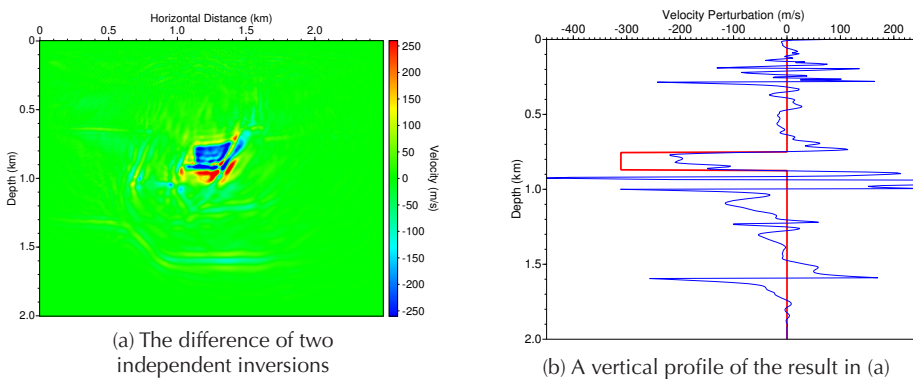 Horizontal Distance (km)
0 0.5 1.0 1.5 2.0
0
0.5
1.0
1.5
2.0
Depth (km)
250
200
150
100
50
0
-50
-100
-150
-200
-250
Velocity (m/s)
(a) The difference of two
independent inversions
Velocity Perturbation (m/s)
-400 -300 -200 -100 0 100 200
0
0.5
1.0
1.5
2.0
Depth (km)
(b) A vertical profile of the result in (a)